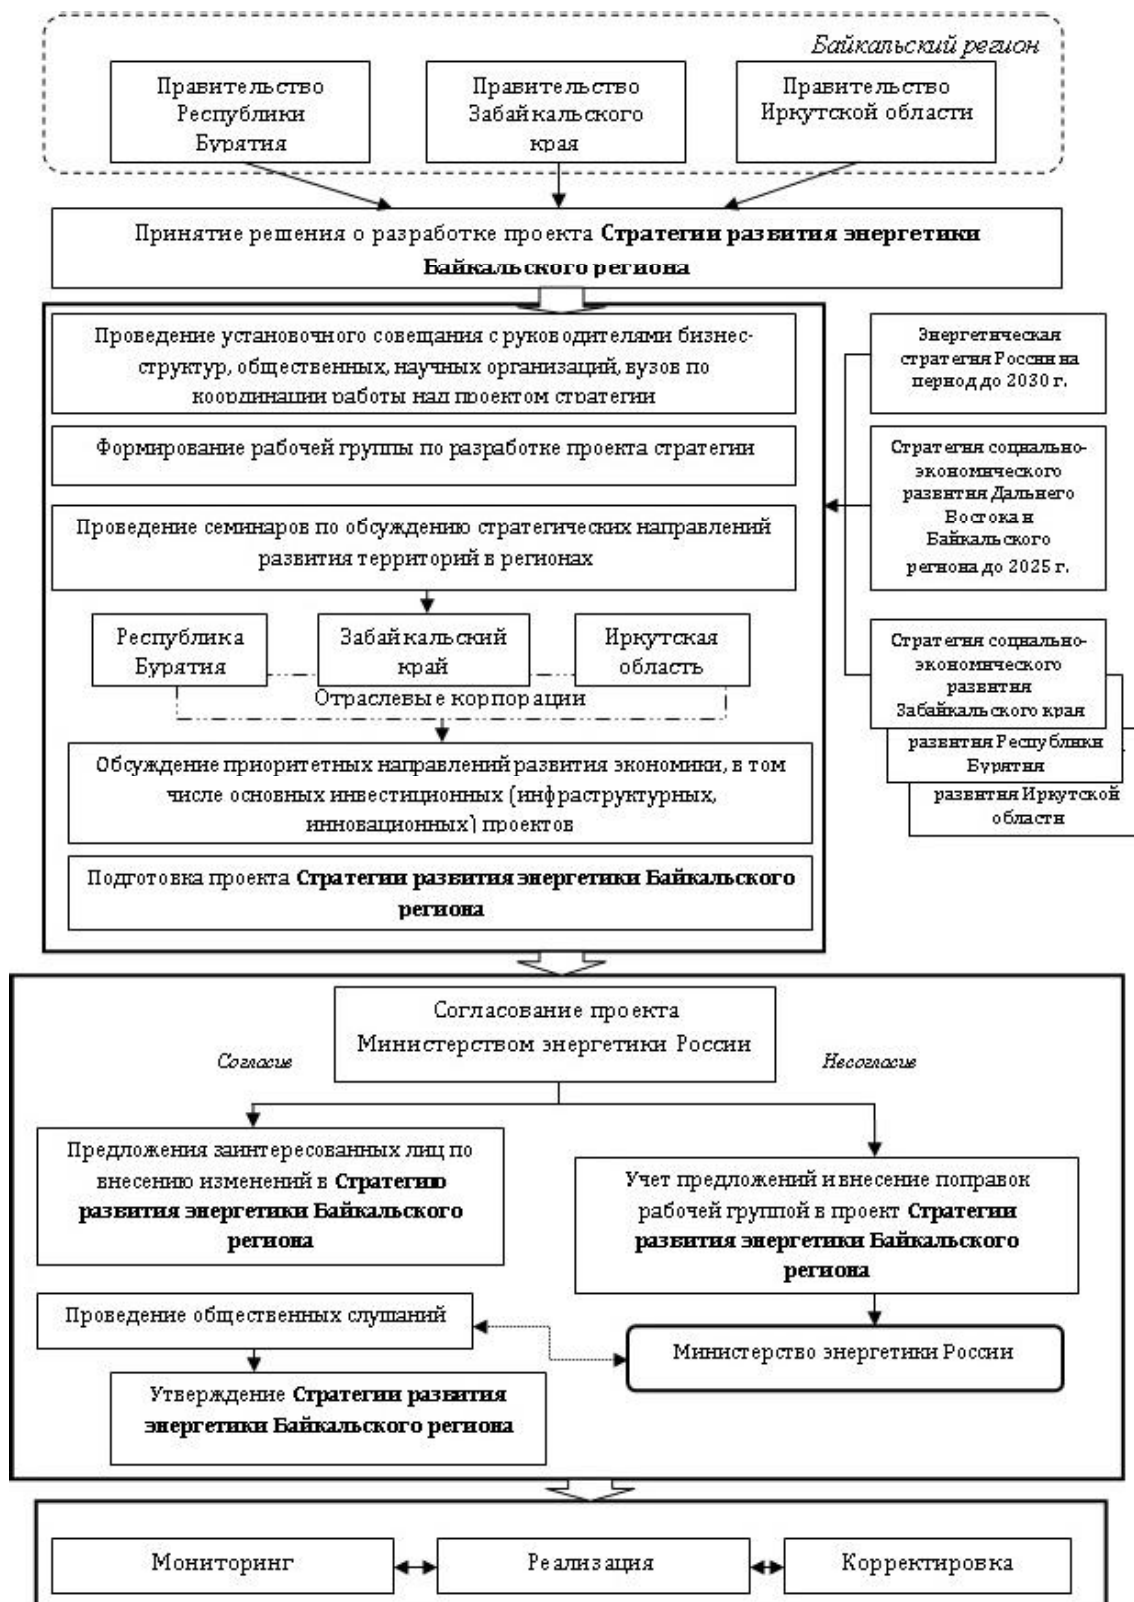 Байкальский регион
Правительство
Республики
Бурятия
Правительство
Забайкальского
края
Правительство
Иркутской области
Принятие решения о разработке проекта Стратегии развития энергетики
Байкальского региона
Проведение установочного совещания с руководителями бизнес-
структур, общественных, научных организаций, вузов по
координации работы над проектом стратегии
Формирование рабочей группы по разработке проекта стратегии
Проведение семинаров по обсуждению стратегических направлений
развития территорий в регионах
Республика
Бурятия
Забайкальский
край
Иркутская
область
Отраслевые корпорации
Обсуждение приоритетных направлений развития экономики, в том
числе основных инвестиционных (инфраструктурных,
инновационных) проектов
Подготовка проекта Стратегии развития энергетики Байкальского
региона
Энергетическая
стратегия России на
период до 2030 г.
Стратегия социально-
экономического
развития Дальнего
Востока и
Байкальского
региона до 2025 г.
Стратегия социально-
экономического
развития
Забайкальского края
развития Республики
Бурятия
развития Иркутской
области
Согласование проекта
Министерством энергетики России
Согласие
Несогласие
Предложения заинтересованных лиц по
внесению изменений в Стратегию
развития энергетики Байкальского
региона
Учет предложений и внесение поправок
рабочей группой в проект Стратегии
развития энергетики Байкальского
региона
Проведение общественных слушаний
Министерство энергетики России
Утверждение Стратегии развития
энергетики Байкальского региона
Мониторинг
Реализация
Корректировка